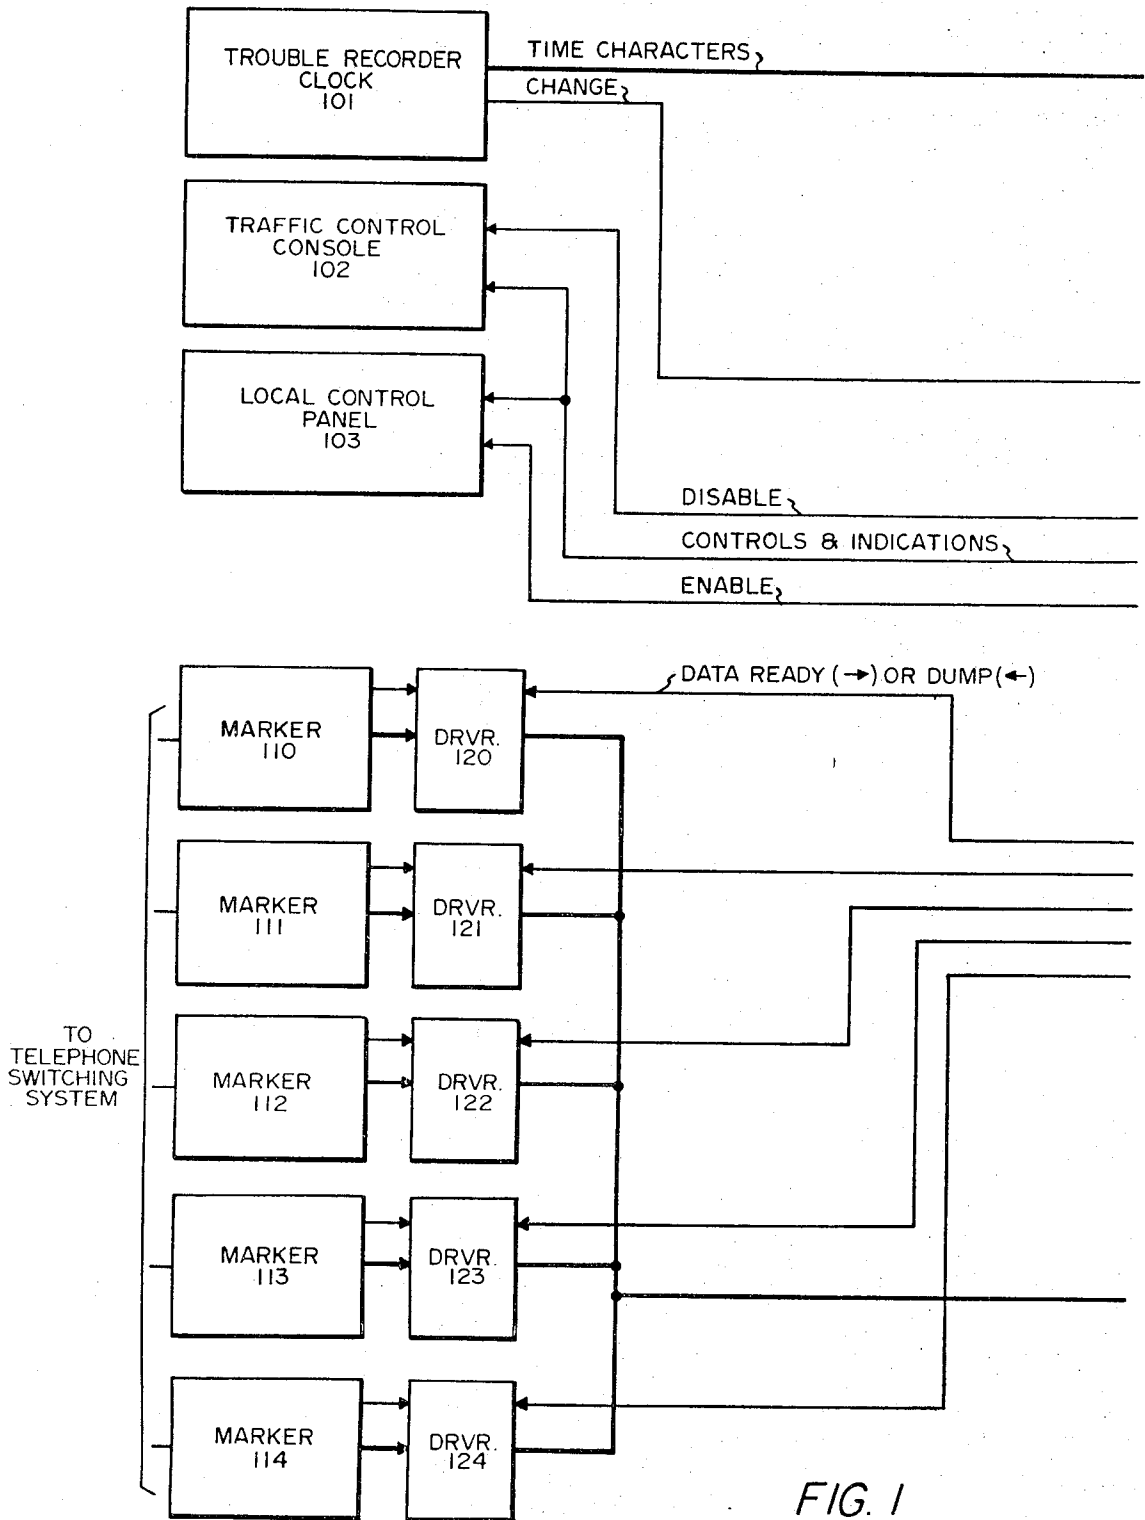 TROUBLE RECORDER
CLOCK
101
TIME CHARACTERS
CHANGE
TRAFFIC CONTROL
CONSOLE
102
LOCAL CONTROL
PANEL
103
DISABLE
CONTROLS & INDICATIONS
ENABLE
DATA READY (→) OR DUMP (←)
MARKER
110
DRVR.
120
MARKER
111
DRVR.
121
MARKER
112
DRVR.
122
MARKER
113
DRVR.
123
MARKER
114
DRVR.
124
TO
TELEPHONE
SWITCHING
SYSTEM
FIG. 1